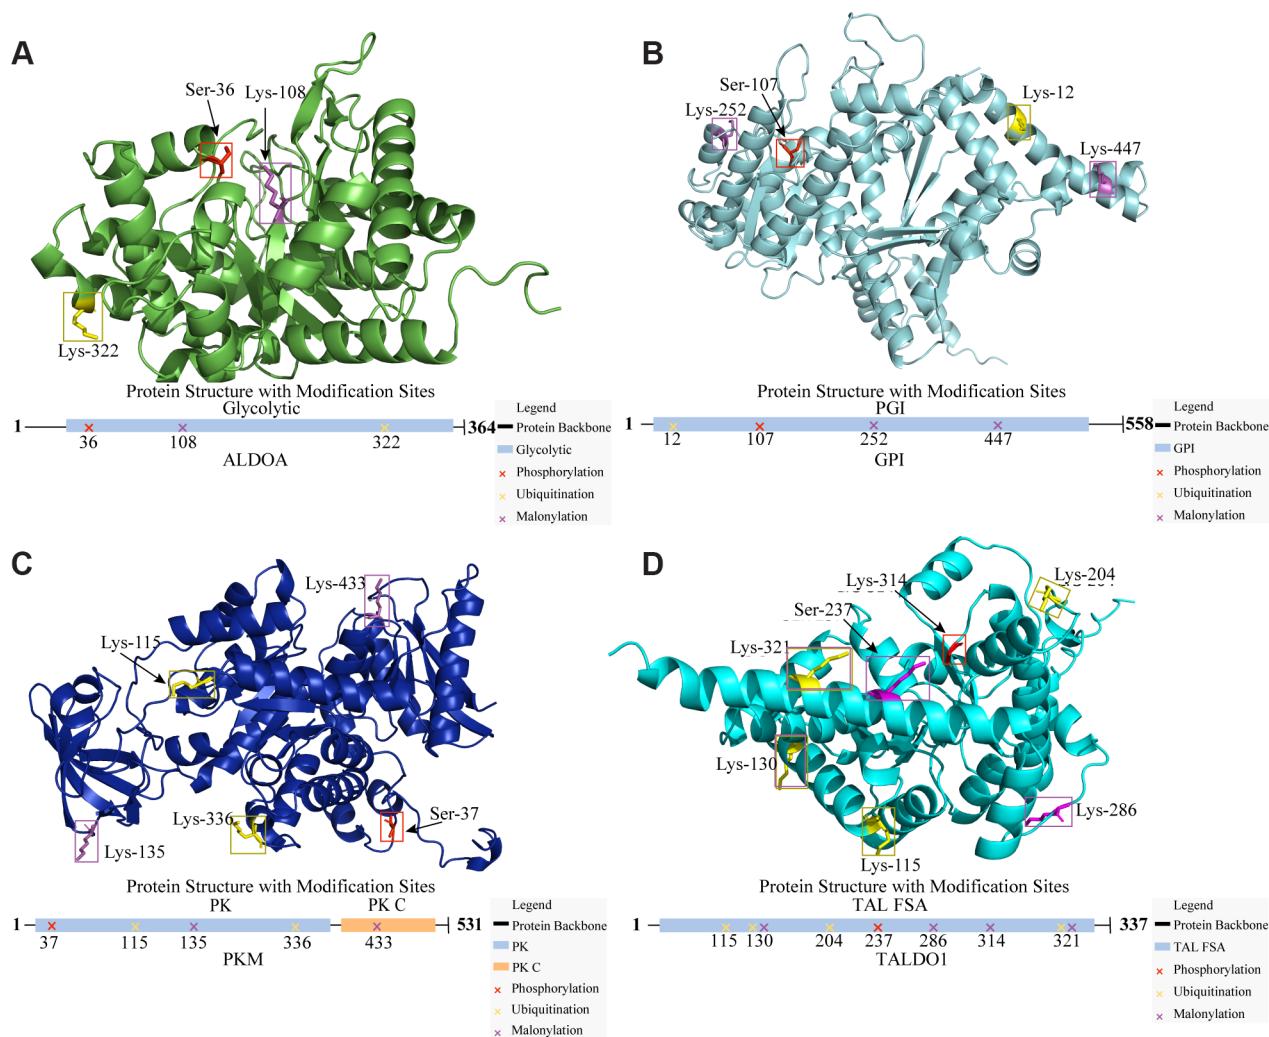 A
Ser-36
Lys-108
Lys-322
Protein Structure with Modification Sites
Glycolytic
1
364
36
108
322
ALDOA
Legend
Protein Backbone
Glycolytic
Phosphorylation
Ubiquitination
Malonylation
B
Lys-252
Ser-107
Lys-12
Lys-447
Protein Structure with Modification Sites
PGI
1
558
12
107
252
447
GPI
Legend
Protein Backbone
GPI
Phosphorylation
Ubiquitination
Malonylation
C
Lys-433
Lys-115
Lys-336
Ser-37
Lys-135
Protein Structure with Modification Sites
PK
PK C
1
531
37
115
135
336
433
PKM
Legend
Protein Backbone
PK
PK C
Phosphorylation
Ubiquitination
Malonylation
D
Lys-314
Lys-204
Ser-237
Lys-321
Lys-130
Lys-286
Lys-115
Protein Structure with Modification Sites
TAL FSA
1
337
115
130
204
237
286
314
321
TALDO1
Legend
Protein Backbone
TAL FSA
Phosphorylation
Ubiquitination
Malonylation